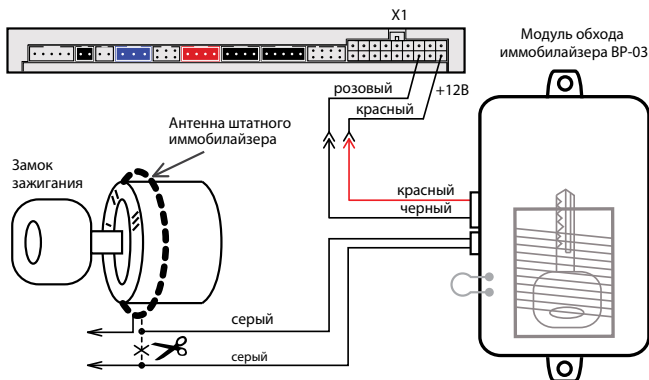 X1
Модуль обхода
иммобилайзера BP-03
розовый
+12В
красный
Антенна штатного
иммобилайзера
Замок
зажигания
красный
черный
серый
серый